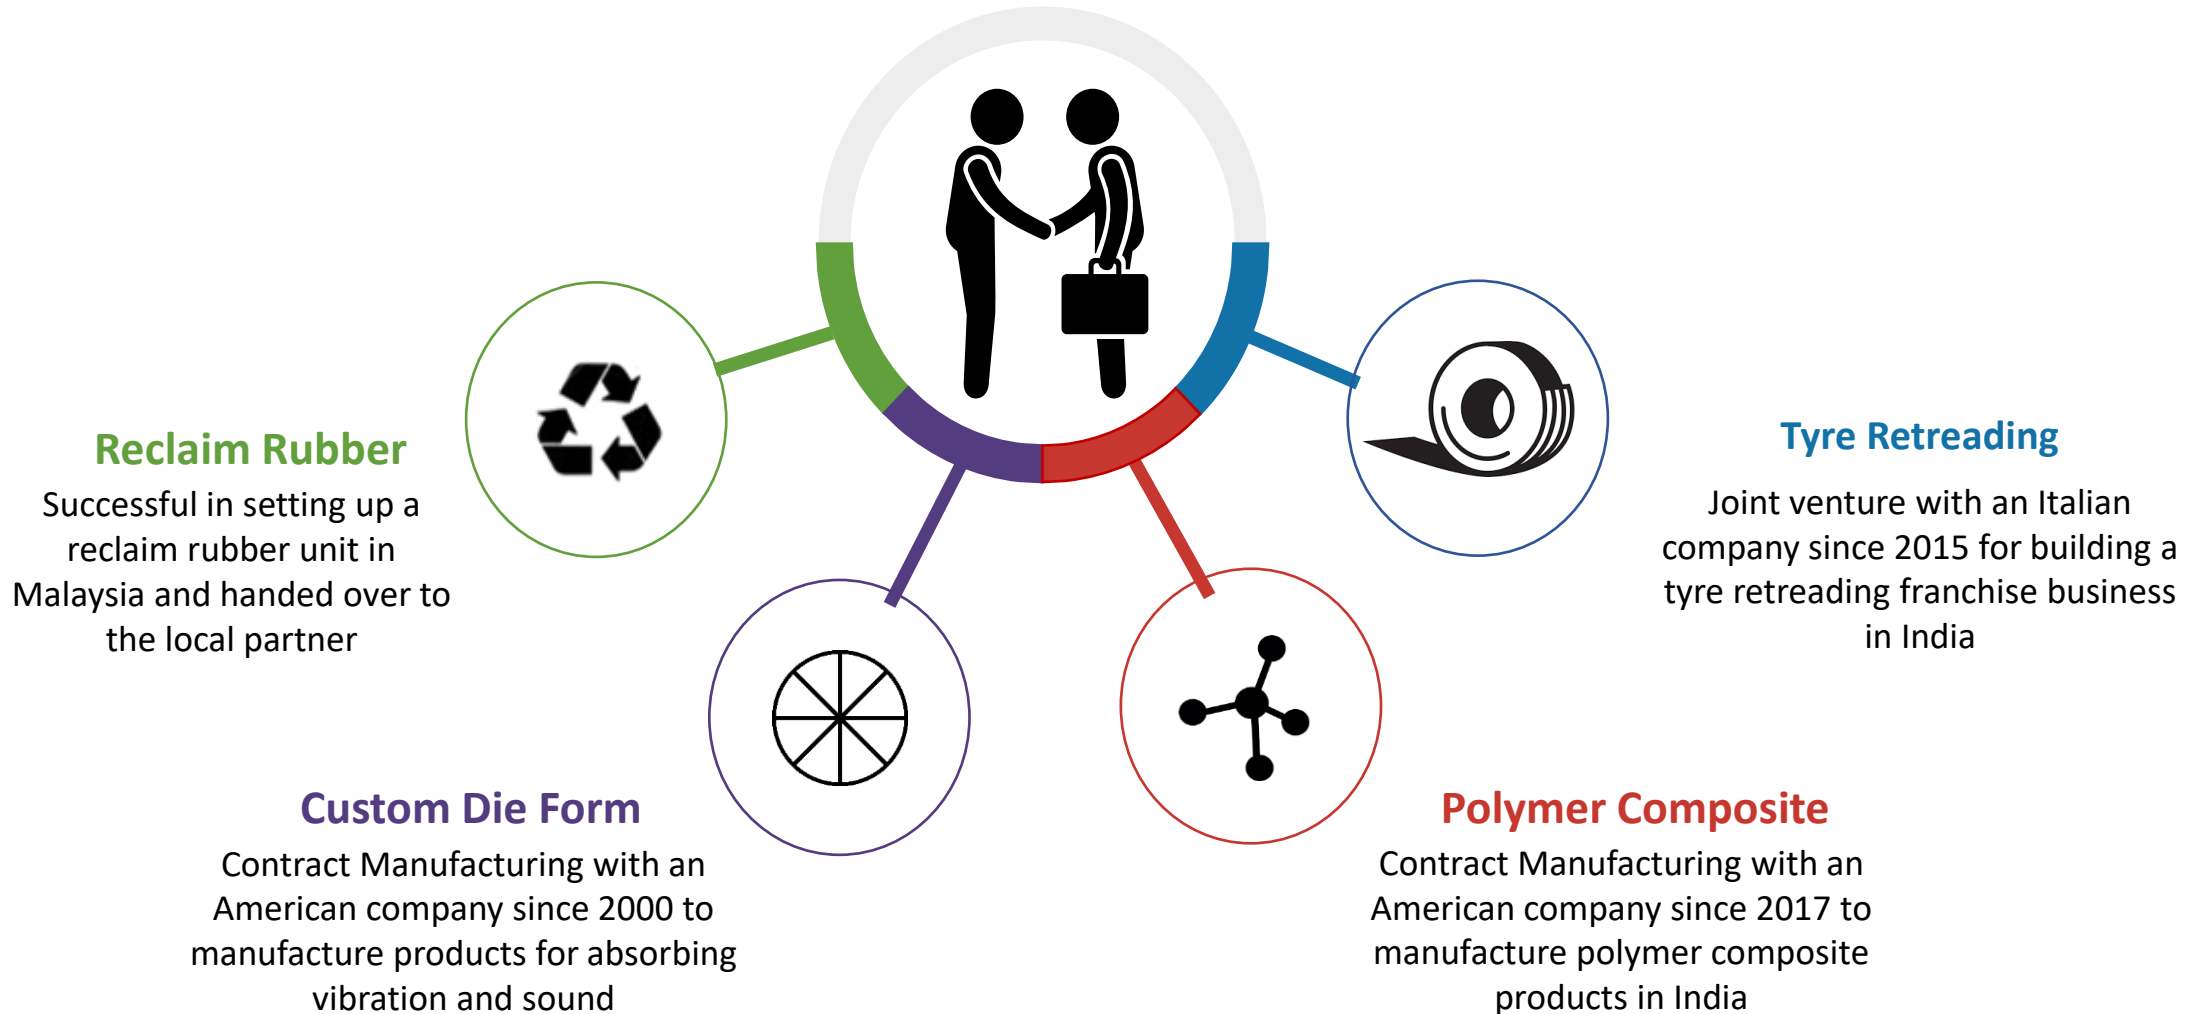 Reclaim Rubber
Successful in setting up a
reclaim rubber unit in
Malaysia and handed over to
the local partner
Custom Die Form
Contract Manufacturing with an
American company since 2000 to
manufacture products for absorbing
vibration and sound
Polymer Composite
Contract Manufacturing with an
American company since 2017 to
manufacture polymer composite
products in India
Tyre Retreading
Joint venture with an Italian
company since 2015 for building a
tyre retreading franchise business
in India